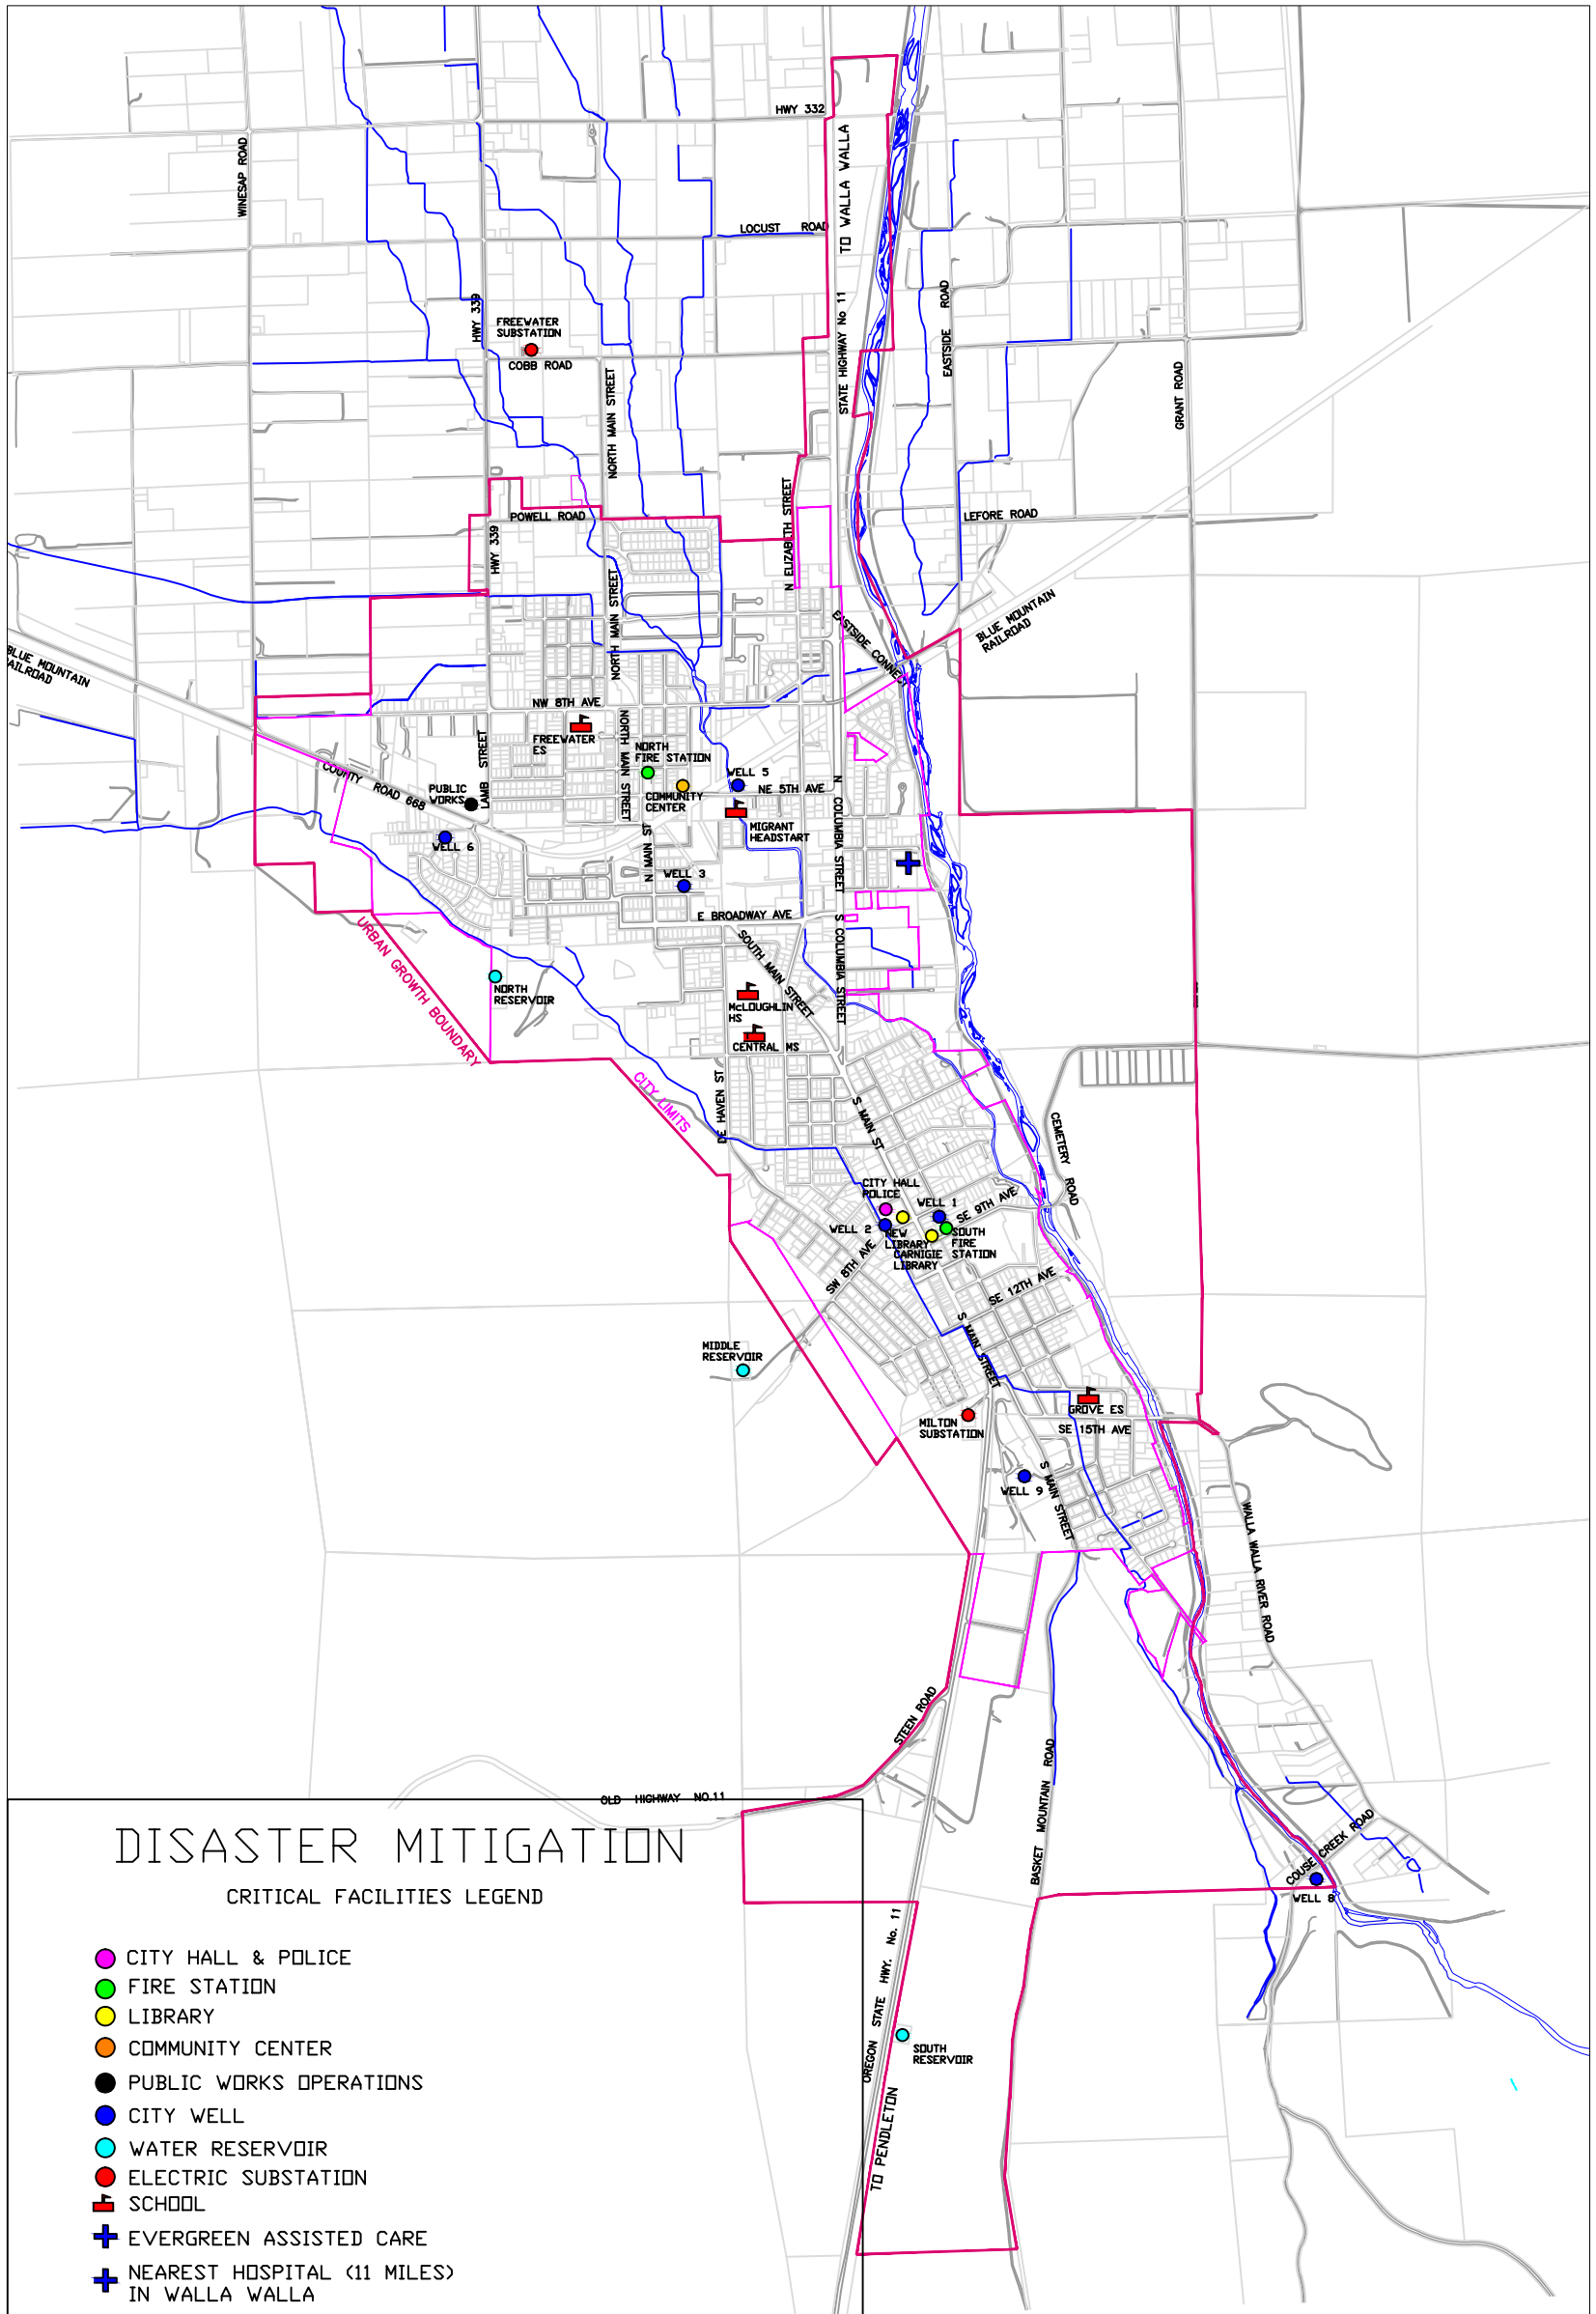 HWY 332
WINESAP ROAD
TO WALLA WALLA
LOCUST ROAD
HWY 339
FREEWATER
SUBSTATION
COBB ROAD
NORTH MAIN STREET
STATE HIGHWAY No 11
EASTSIDE ROAD
GRANT ROAD
N ELIZABETH STREET
POWELL ROAD
LEFORE ROAD
HWY 339
NORTH MAIN STREET
EASTSIDE CONNECT
BLUE MOUNTAIN
RAILROAD
BLUE MOUNTAIN
AILROAD
NW 8TH AVE
FREEWATER
ES
NORTH MAIN STREET
NORTH
FIRE STATION
LAMB STREET
COUNTY ROAD 668
PUBLIC
WORKS
COMMUNITY
CENTER
WELL 5
NE 5TH AVE
N COLUMBIA STREET
MIGRANT
HEADSTART
WELL 6
N MAIN ST
WELL 3
E BROADWAY AVE
SOUTH MAIN STREET
S COLUMBIA STREET
URBAN GROWTH BOUNDARY
NORTH
RESERVOIR
McLOUGHLIN
HS
CENTRAL MS
CITY LIMITS
DE HAVEN ST
S MAIN ST
CEMETERY ROAD
CITY HALL
POLICE
WELL 1
SE 9TH AVE
WELL 2
NEW
LIBRARY
SOUTH
FIRE
STATION
CARNIGIE
LIBRARY
SW 8TH AVE
SE 12TH AVE
S MAIN STREET
MIDDLE
RESERVOIR
GROVE ES
MILTON
SUBSTATION
SE 15TH AVE
WELL 9
S MAIN STREET
WALLA WALLA RIVER ROAD
STEEN ROAD
BASKET MOUNTAIN ROAD
OLD HIGHWAY NO.11
COUSE CREEK ROAD
WELL 8
OREGON STATE HWY. No. 11
SOUTH
RESERVOIR
TO PENDLETON
DISASTER MITIGATION
CRITICAL FACILITIES LEGEND
CITY HALL & POLICE
FIRE STATION
LIBRARY
COMMUNITY CENTER
PUBLIC WORKS OPERATIONS
CITY WELL
WATER RESERVOIR
ELECTRIC SUBSTATION
SCHOOL
EVERGREEN ASSISTED CARE
NEAREST HOSPITAL (11 MILES)
IN WALLA WALLA